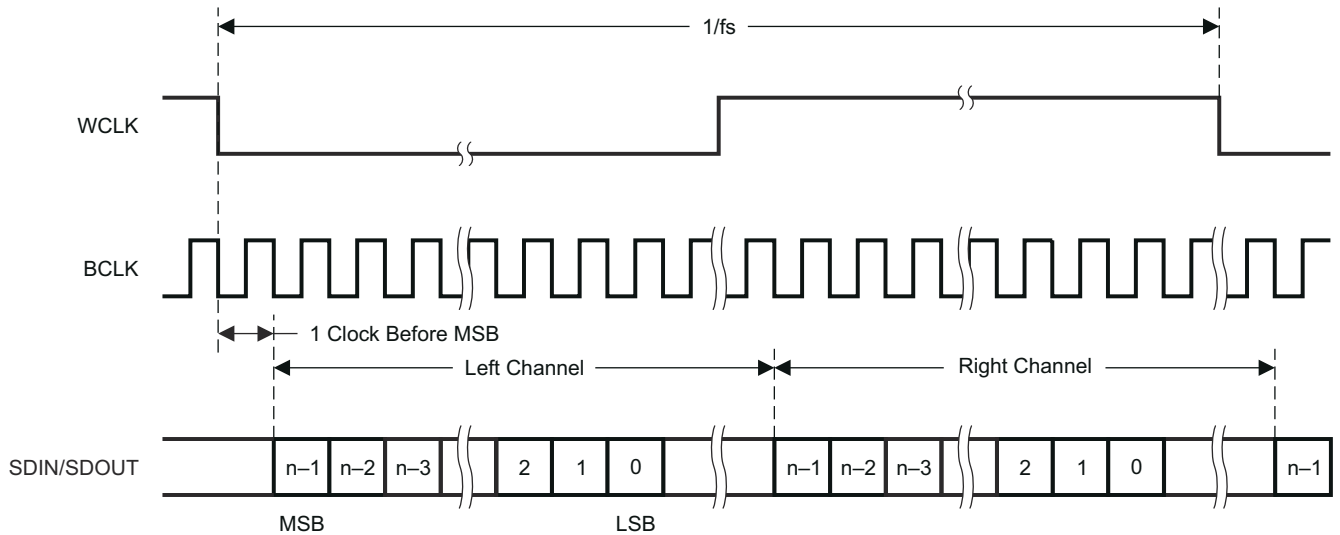 1/fs
WCLK
BCLK
1 Clock Before MSB
Left Channel
Right Channel
SDIN/SDOUT
n–1 n–2 n–3 2 1 0 n–1 n–2 n–3 2 1 0 n–1
MSB LSB